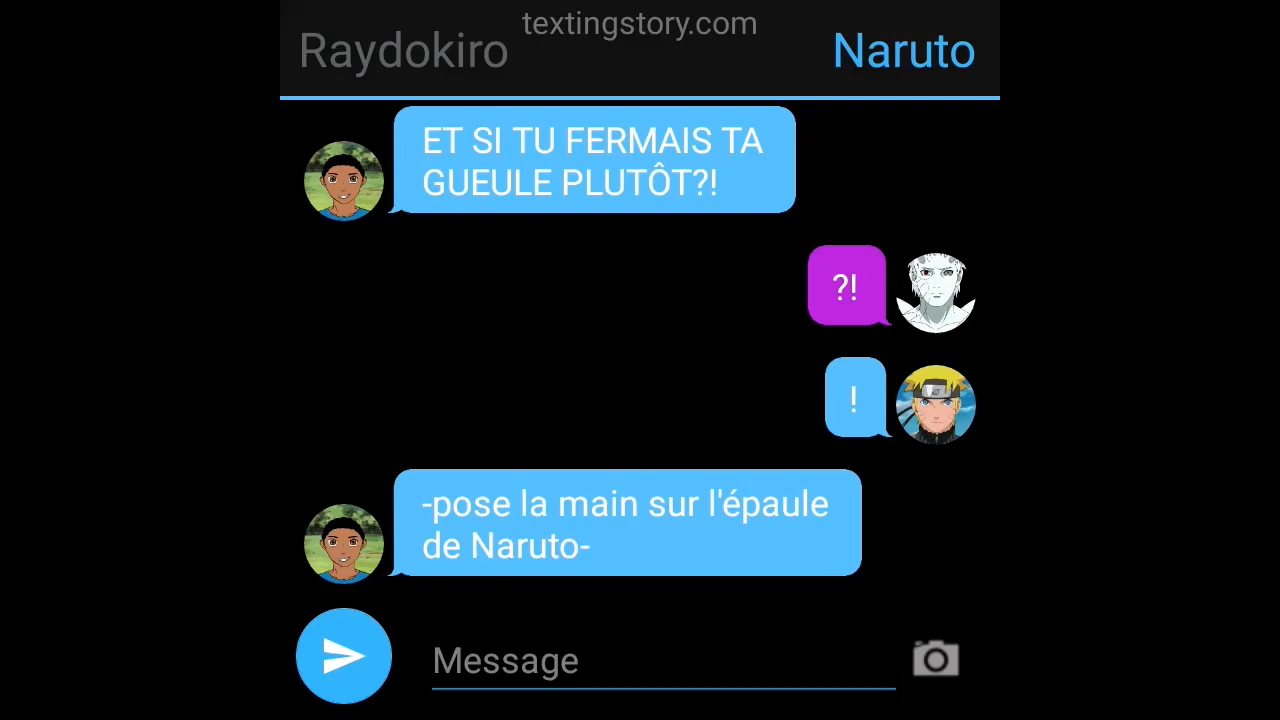 textingstory.com
Raydokiro
Naruto
ET SI TU FERMAIS TA
GUEULE PLUTÔT?!
?!
!
-pose la main sur l'épaule
de Naruto-
Message